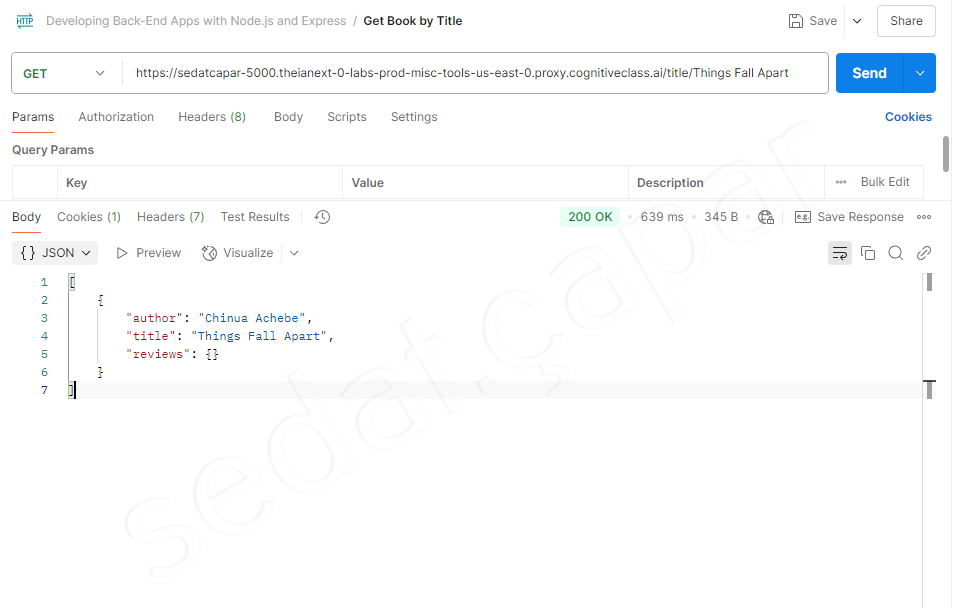 HTTP Developing Back-End Apps with Node.js and Express / Get Book by Title Save Share
GET https://sedatcapar-5000.theianext-0-labs-prod-misc-tools-us-east-0.proxy.cognitiveclass.ai/title/Things Fall Apart Send
Params Authorization Headers (8) Body Scripts Settings Cookies
Query Params
Key Value Description Bulk Edit
Body Cookies (1) Headers (7) Test Results 200 OK 639 ms 345 B e.g. Save Response
{} JSON Preview Visualize
1 [
2 {
3 "author": "Chinua Achebe",
4 "title": "Things Fall Apart",
5 "reviews": {}
6 }
7 ]
sedat.çapar